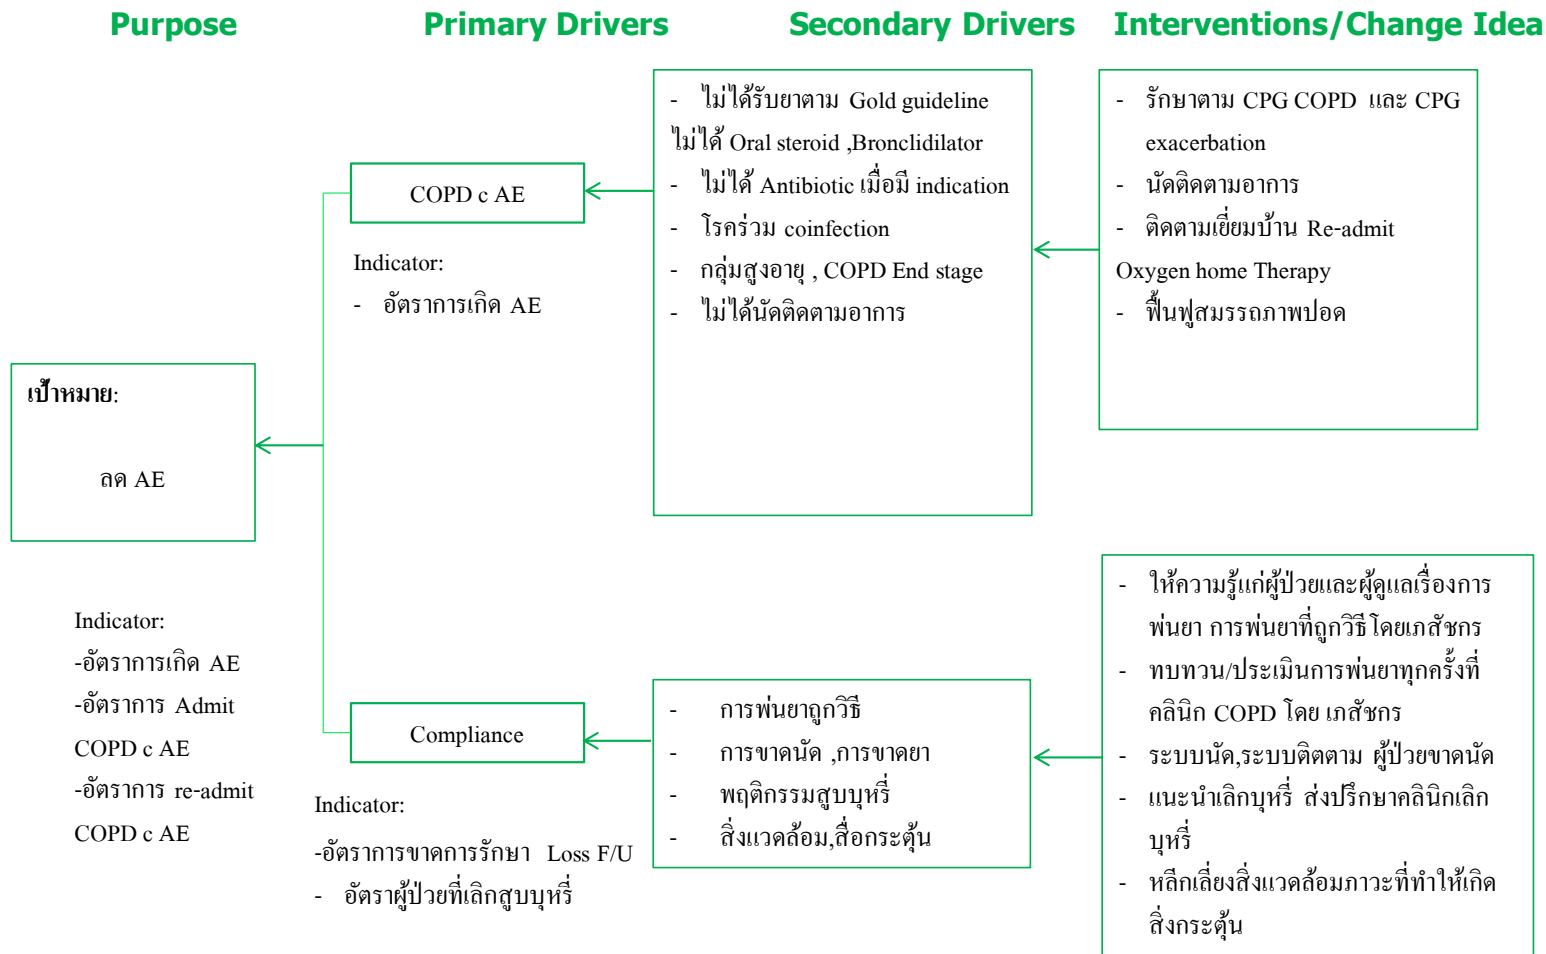 Purpose
Primary Drivers
Secondary Drivers
Interventions/Change Idea
เป้าหมาย:
ลด AE
Indicator:
-อัตราการเกิด AE
-อัตราการ Admit
COPD c AE
-อัตราการ re-admit
COPD c AE
COPD c AE
Indicator:
- อัตราการเกิด AE
Compliance
Indicator:
-อัตราการขาดการรักษา Loss F/U
- อัตราผู้ป่วยที่เลิกสูบบุหรี่
- ไม่ได้รับยาตาม Gold guideline
ไม่ได้ Oral steroid ,Bronclidilator
- ไม่ได้ Antibiotic เมื่อมี indication
- โรคร่วม coinfection
- กลุ่มสูงอายุ , COPD End stage
- ไม่ได้นัดติดตามอาการ
- การพ่นยาถูกวิธี
- การขาดนัด ,การขาดยา
- พฤติกรรมสูบบุหรี่
- สิ่งแวดล้อม,สื่อกระตุ้น
- รักษาตาม CPG COPD และ CPG
exacerbation
- นัดติดตามอาการ
- ติดตามเยี่ยมบ้าน Re-admit
Oxygen home Therapy
- ฟื้นฟูสมรรถภาพปอด
- ให้ความรู้แก่ผู้ป่วยและผู้ดูแลเรื่องการ
พ่นยา การพ่นยาที่ถูกวิธี โดยเภสัชกร
- ทบทวน/ประเมินการพ่นยาทุกครั้งที่
คลินิก COPD โดย เภสัชกร
- ระบบนัด,ระบบติตตาม ผู้ป่วยขาดนัด
- แนะนำเลิกบุหรี่ ส่งปรึกษาคลินิกเลิก
บุหรี่
- หลีกเลี่ยงสิ่งแวดล้อมภาวะที่ทำให้เกิด
สิ่งกระตุ้น